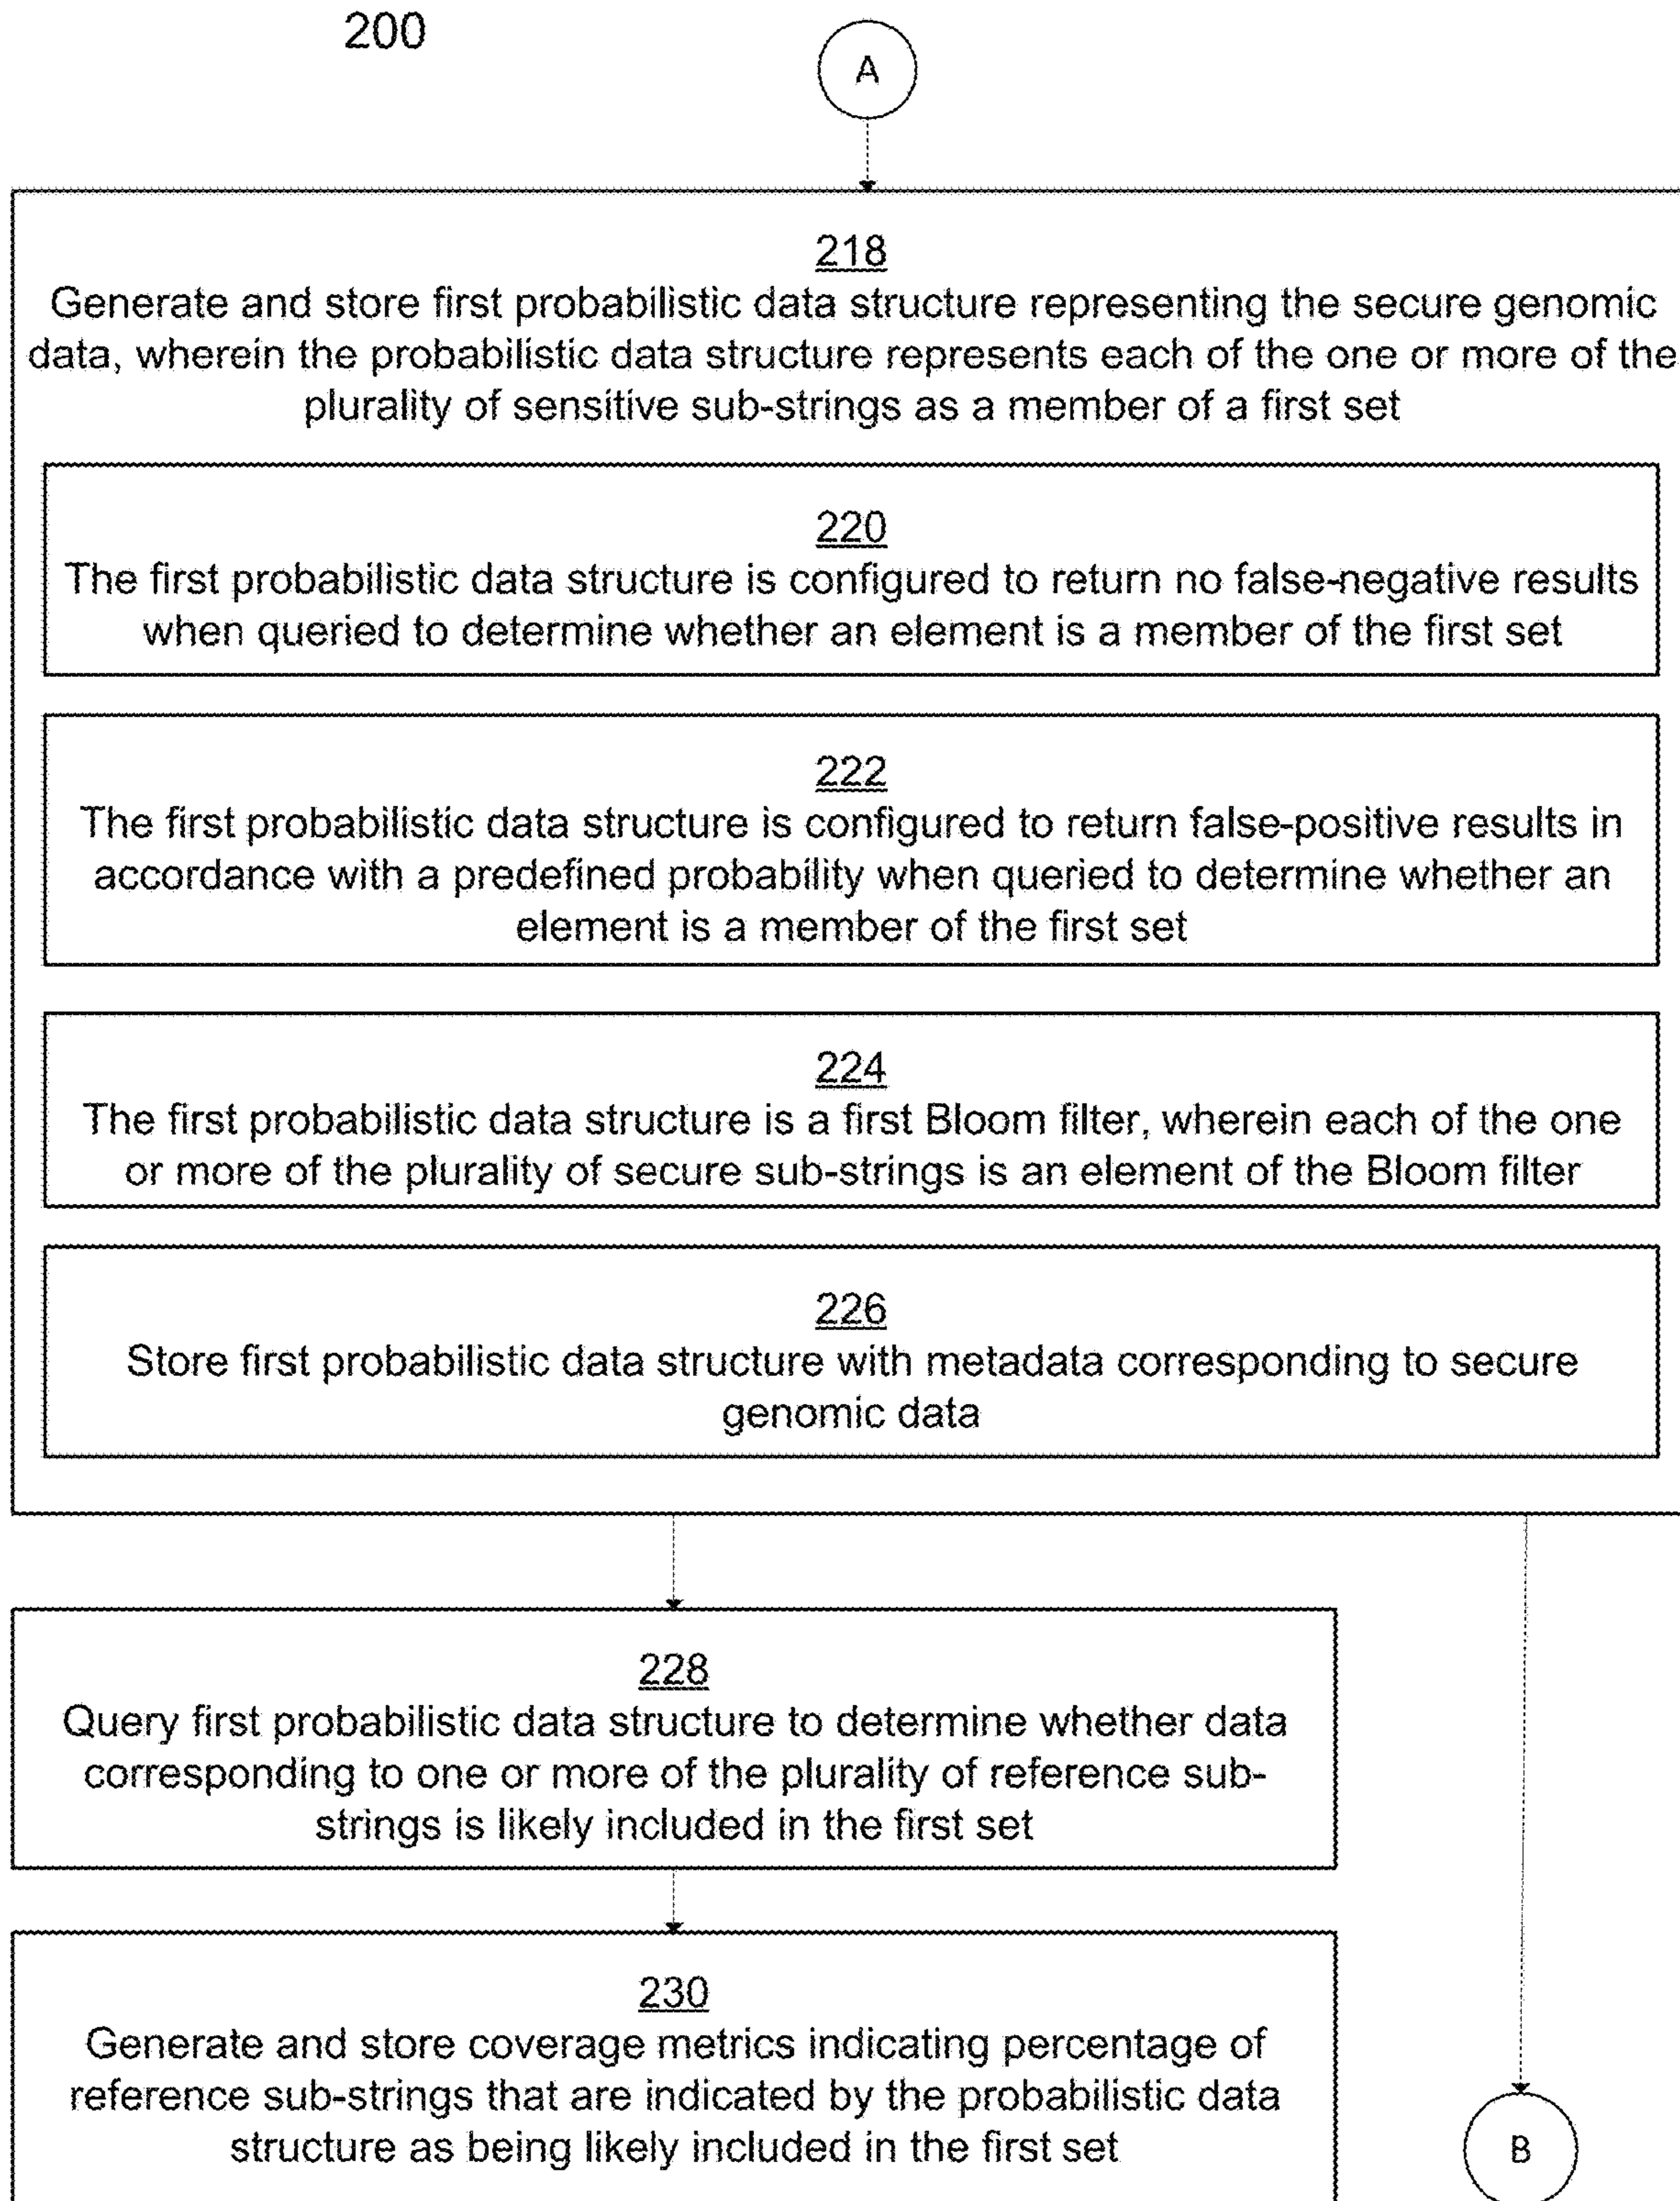 200
A
218
Generate and store first probabilistic data structure representing the secure genomic
data, wherein the probabilistic data structure represents each of the one or more of the
plurality of sensitive sub-strings as a member of a first set
220
The first probabilistic data structure is configured to return no false-negative results
when queried to determine whether an element is a member of the first set
222
The first probabilistic data structure is configured to return false-positive results in
accordance with a predefined probability when queried to determine whether an
element is a member of the first set
224
The first probabilistic data structure is a first Bloom filter, wherein each of the one
or more of the plurality of secure sub-strings is an element of the Bloom filter
226
Store first probabilistic data structure with metadata corresponding to secure
genomic data
228
Query first probabilistic data structure to determine whether data
corresponding to one or more of the plurality of reference sub-
strings is likely included in the first set
230
Generate and store coverage metrics indicating percentage of
reference sub-strings that are indicated by the probabilistic data
structure as being likely included in the first set
B